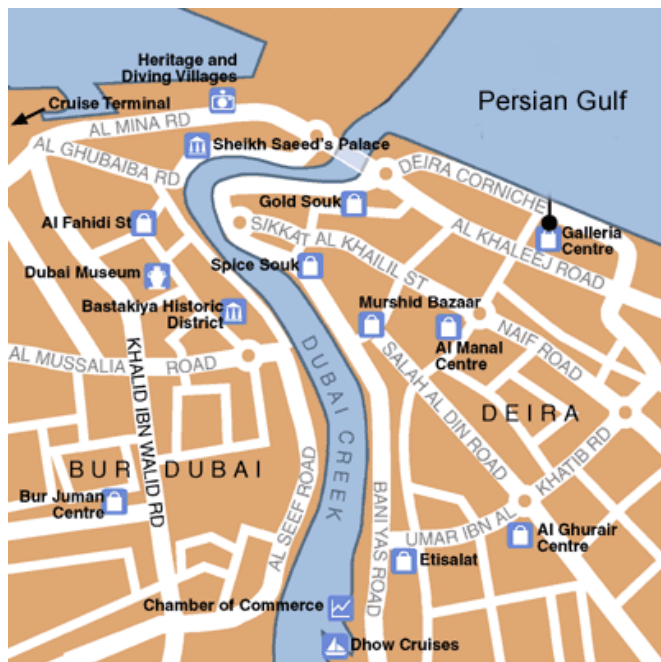 Heritage and
Diving Villages
Cruise Terminal
Persian Gulf
AL MINA RD
Sheikh Saeed's Palace
AL GHUBAIBA RD
DEIRA CORNICHE
Gold Souk
Al Fahidi St
SIKKAT AL KHAILIL ST
AL KHALEEJ ROAD
Galleria
Centre
Dubai Museum
Spice Souk
Bastakiya Historic
District
Murshid Bazaar
Al Manal
Centre
NAIF ROAD
AL MUSSALIA ROAD
KHALID IBN WALID RD
DUBAI CREEK
SALAH AL DIN ROAD
DEIRA
BUR DUBAI
Bur Juman
Centre
AL SEEF ROAD
BANIYAS ROAD
UMAR IBN AL KHATIB RD
Al Ghurair
Centre
Etisalat
Chamber of Commerce
Dhow Cruises